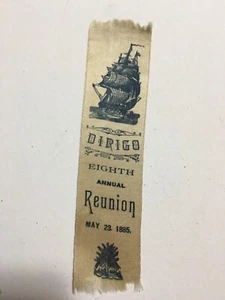 DIRIGO
EIGHTH
ANNUAL
Reunion
MAY 23. 1885.